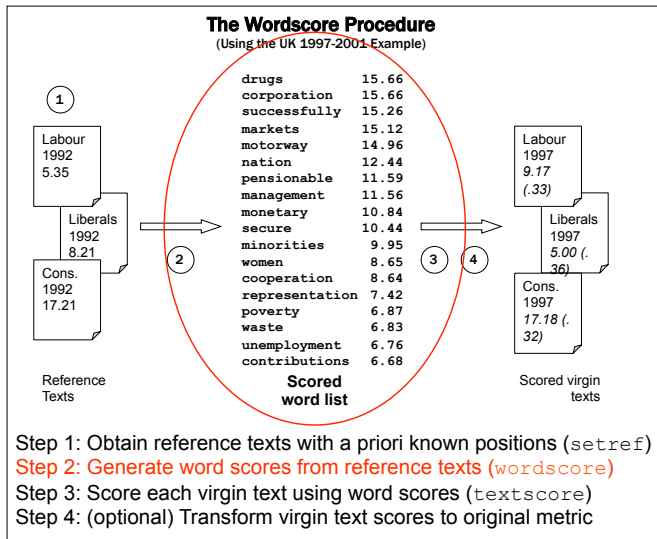 The Wordscore Procedure
(Using the UK 1997-2001 Example)
1
Labour
1992
5.35
Liberals
1992
8.21
Cons.
1992
17.21
Reference
Texts
2
drugs 15.66
corporation 15.66
successfully 15.26
markets 15.12
motorway 14.96
nation 12.44
pensionable 11.59
management 11.56
monetary 10.84
secure 10.44
minorities 9.95
women 8.65
cooperation 8.64
representation 7.42
poverty 6.87
waste 6.83
unemployment 6.76
contributions 6.68
Scored
word list
3 4
Labour
1997
9.17
(.33)
Liberals
1997
5.00 (.
36)
Cons.
1997
17.18 (.
32)
Scored virgin
texts
Step 1: Obtain reference texts with a priori known positions (setref)
Step 2: Generate word scores from reference texts (wordscore)
Step 3: Score each virgin text using word scores (textscore)
Step 4: (optional) Transform virgin text scores to original metric